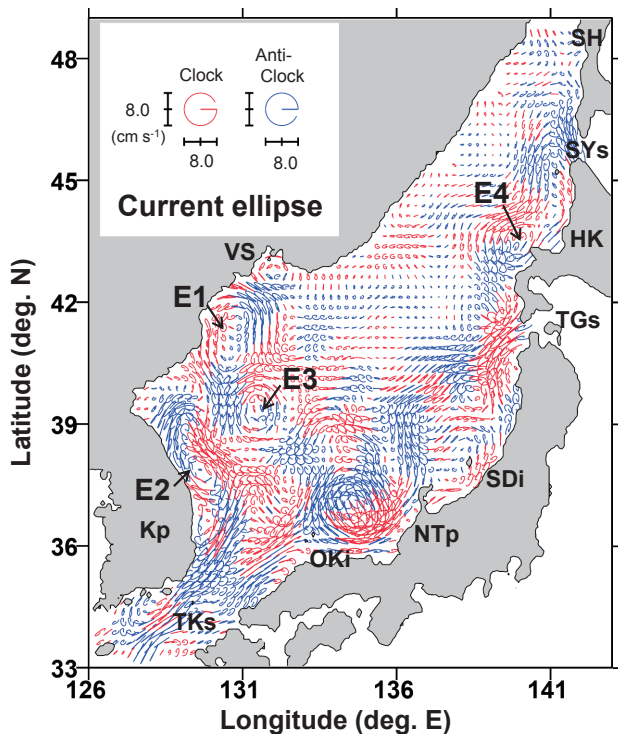 48
45
42
39
36
33
126
131
136
141
Latitude (deg. N)
Longitude (deg. E)
Clock
Anti-
Clock
8.0
(cm s⁻¹)
8.0
8.0
Current ellipse
SH
SYs
E4
HK
VS
E1
TGs
E3
E2
SDi
Kp
NTp
OKi
TKs